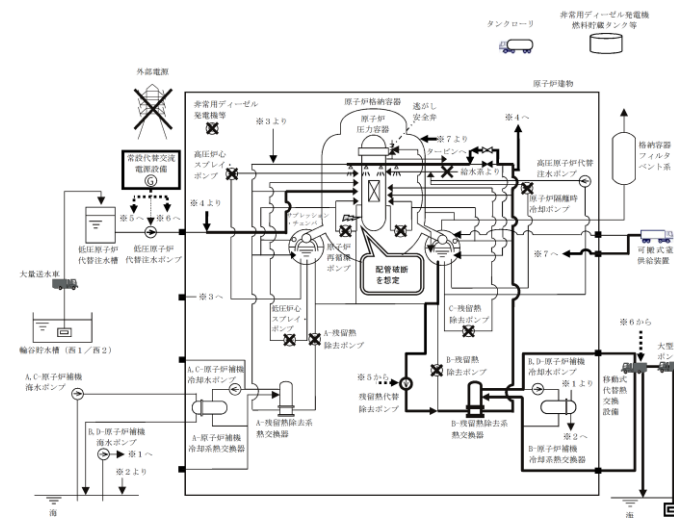 タンクローリ
非常用ディーゼル発電機
燃料貯蔵タンク等
外部電源
原子炉建物
非常用ディーゼル
発電機等
※3より
原子炉格納容器
原子炉
圧力容器
逃がし
安全弁
※7より
タービンへ
給水系より
※4へ
格納容器
フィルタ
ベント系
高圧炉心
スプレイ・
ポンプ
高圧原子炉代替
注水ポンプ
原子炉隔離時
冷却ポンプ
常設代替交流
電源設備
G
※5へ
※6へ
※4より
低圧原子炉
代替注水槽
低圧原子炉
代替注水ポンプ
サプレッション
・チェンバ
原子炉
再循環
ポンプ
配管破断
を想定
※7へ
可搬式窒素
供給装置
大量送水車
※3へ
輪谷貯水槽（西1／西2）
低圧炉心
スプレイ・
ポンプ
A-残留熱
除去ポンプ
C-残留熱
除去ポンプ
B-残留熱
除去ポンプ
※5から
残留熱代替
除去ポンプ
※6から
大型
ポン
移動式
代替熱
交換
設備
A,C-原子炉補機
海水ポンプ
A,C-原子炉補機
冷却水ポンプ
B,D-原子炉補機
冷却水ポンプ
※1より
※2へ
B,D-原子炉補機
海水ポンプ
※1へ
※2より
A-原子炉補機
冷却系熱交換器
A-残留熱除去系
熱交換器
B-残留熱除去系
熱交換器
B-原子炉補機
冷却系熱交換器
海
海